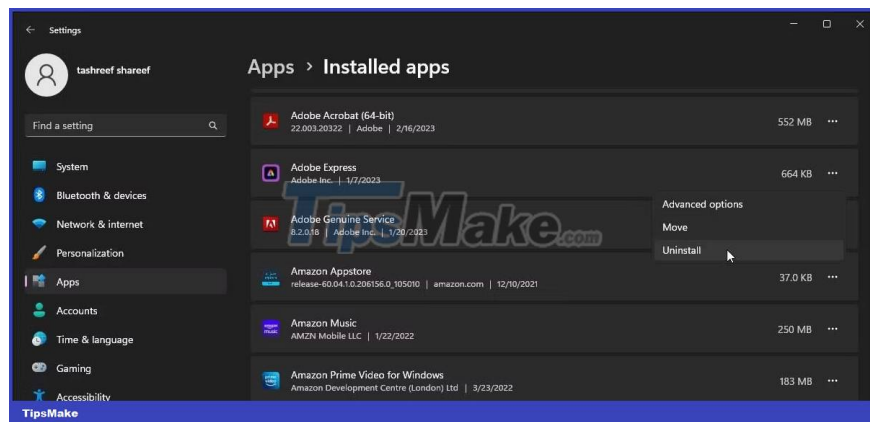 Settings
tashreef shareef
Find a setting
System
Bluetooth & devices
Network & internet
Personalization
Apps
Accounts
Time & language
Gaming
Accessibility
Apps > Installed apps
Adobe Acrobat (64-bit)
22.003.20322 | Adobe | 2/16/2023
552 MB
Adobe Express
Adobe Inc. | 1/7/2023
664 KB
Advanced options
Move
Uninstall
Adobe Genuine Service
8.2.0.18 | Adobe Inc. | 1/20/2023
Amazon Appstore
release-60.04.1.0.206156.0_105010 | amazon.com | 12/10/2021
37.0 KB
Amazon Music
AMZN Mobile LLC | 1/22/2022
250 MB
Amazon Prime Video for Windows
Amazon Development Centre (London) Ltd | 3/23/2022
183 MB
TipsMake.com
TipsMake